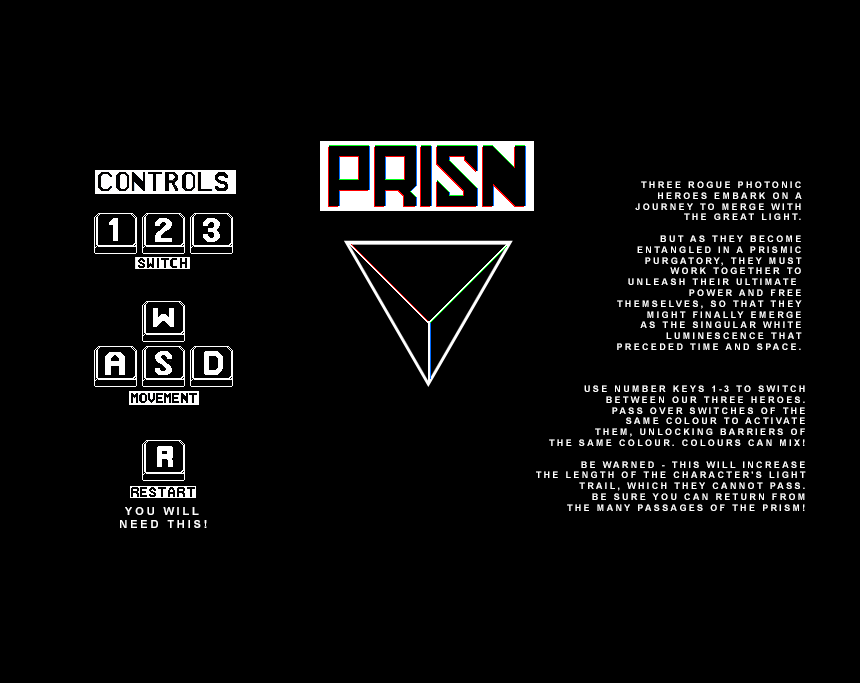 PRISN
CONTROLS
1 2 3
SWITCH
W
A S D
MOVEMENT
R
RESTART
YOU WILL
NEED THIS!
THREE ROGUE PHOTONIC
HEROES EMBARK ON A
JOURNEY TO MERGE WITH
THE GREAT LIGHT.
BUT AS THEY BECOME
ENTANGLED IN A PRISMIC
PURGATORY, THEY MUST
WORK TOGETHER TO
UNLEASH THEIR ULTIMATE
POWER AND FREE
THEMSELVES, SO THAT THEY
MIGHT FINALLY EMERGE
AS THE SINGULAR WHITE
LUMINESCENCE THAT
PRECEDED TIME AND SPACE.
USE NUMBER KEYS 1-3 TO SWITCH
BETWEEN OUR THREE HEROES.
PASS OVER SWITCHES OF THE
SAME COLOUR TO ACTIVATE
THEM, UNLOCKING BARRIERS OF
THE SAME COLOUR. COLOURS CAN MIX!
BE WARNED - THIS WILL INCREASE
THE LENGTH OF THE CHARACTER'S LIGHT
TRAIL, WHICH THEY CANNOT PASS.
BE SURE YOU CAN RETURN FROM
THE MANY PASSAGES OF THE PRISM!